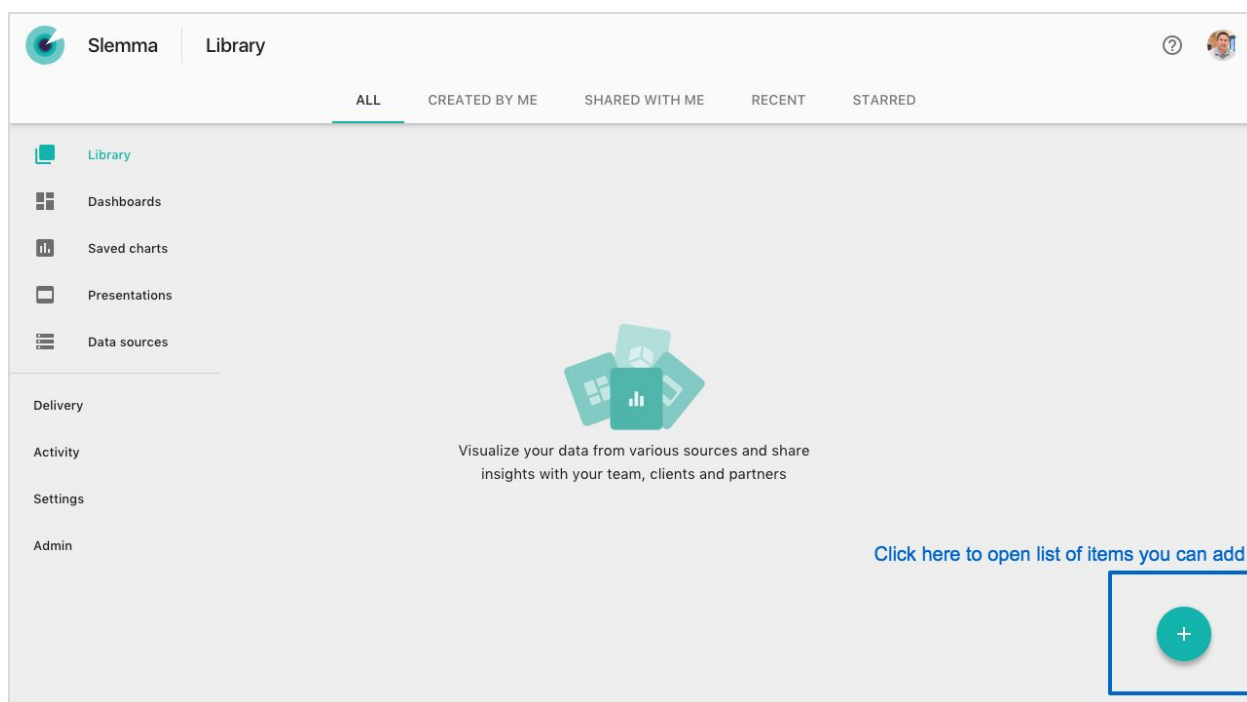 Slemma
Library
ALL
CREATED BY ME
SHARED WITH ME
RECENT
STARRED
Library
Dashboards
Saved charts
Presentations
Data sources
Delivery
Activity
Settings
Admin
Visualize your data from various sources and share
insights with your team, clients and partners
Click here to open list of items you can add